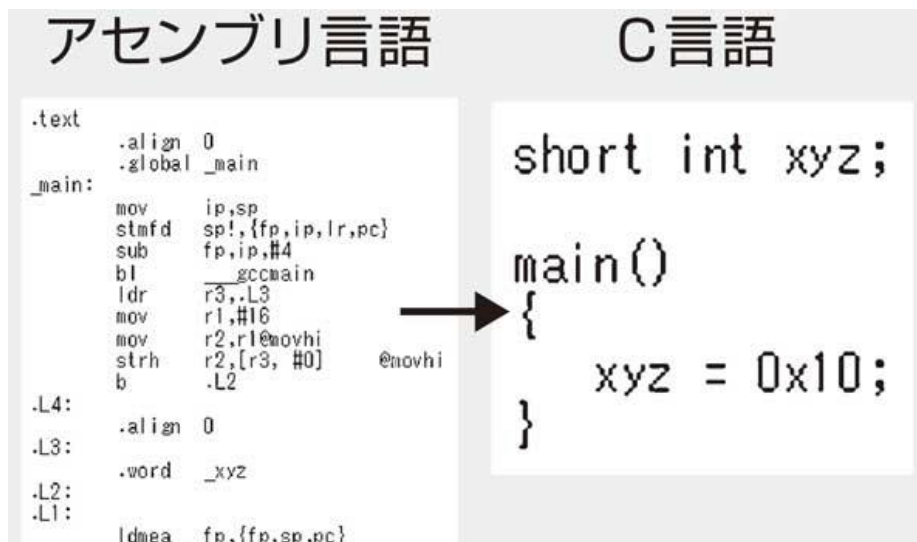 アセンブリ言語
.text
.align 0
.global _main
_main:
mov ip,sp
stmfd sp!,{fp,ip,lr,pc}
sub fp,ip,#4
bl ___gccmain
ldr r3,.L3
mov r1,#16
mov r2,r1@movhi
strh r2,[r3, #0] @movhi
b .L2
.L4:
.align 0
.L3:
.word _xyz
.L2:
.L1:
ldmea fp,{fp,sp,pc}
C言語
short int xyz;
main()
{
xyz = 0x10;
}